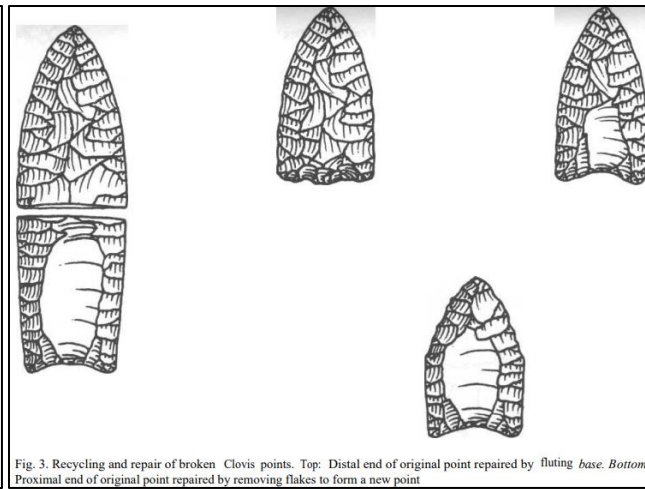 Fig. 3. Recycling and repair of broken Clovis points. Top: Distal end of original point repaired by fluting base. Bottom
Proximal end of original point repaired by removing flakes to form a new point